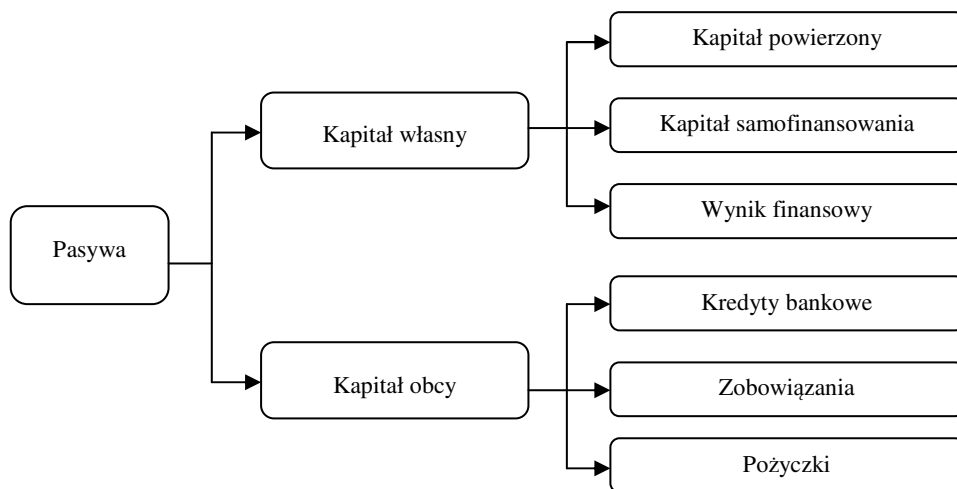 Pasywa
Kapitał własny
Kapitał powierzony
Kapitał samofinansowania
Wynik finansowy
Kapitał obcy
Kredyty bankowe
Zobowiązania
Pożyczki